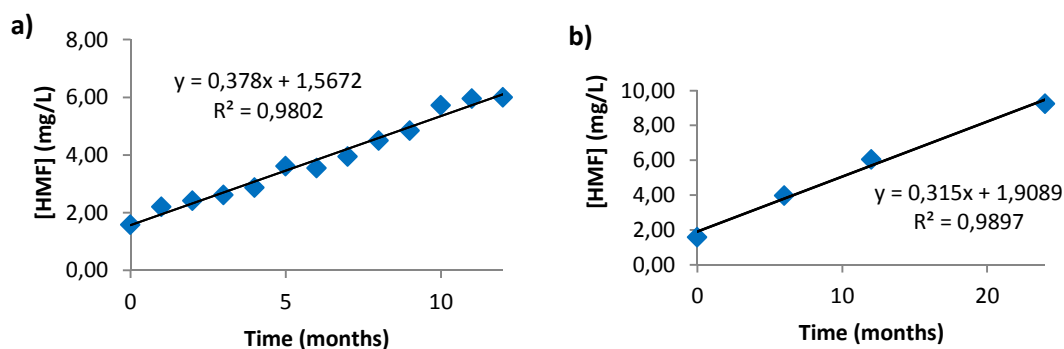 a)
8,00
6,00
4,00
2,00
0,00
[HMF] (mg/L)
y = 0,378x + 1,5672
R² = 0,9802
0
5
10
Time (months)
b)
10,00
8,00
6,00
4,00
2,00
0,00
[HMF] (mg/L)
y = 0,315x + 1,9089
R² = 0,9897
0
10
20
Time (months)